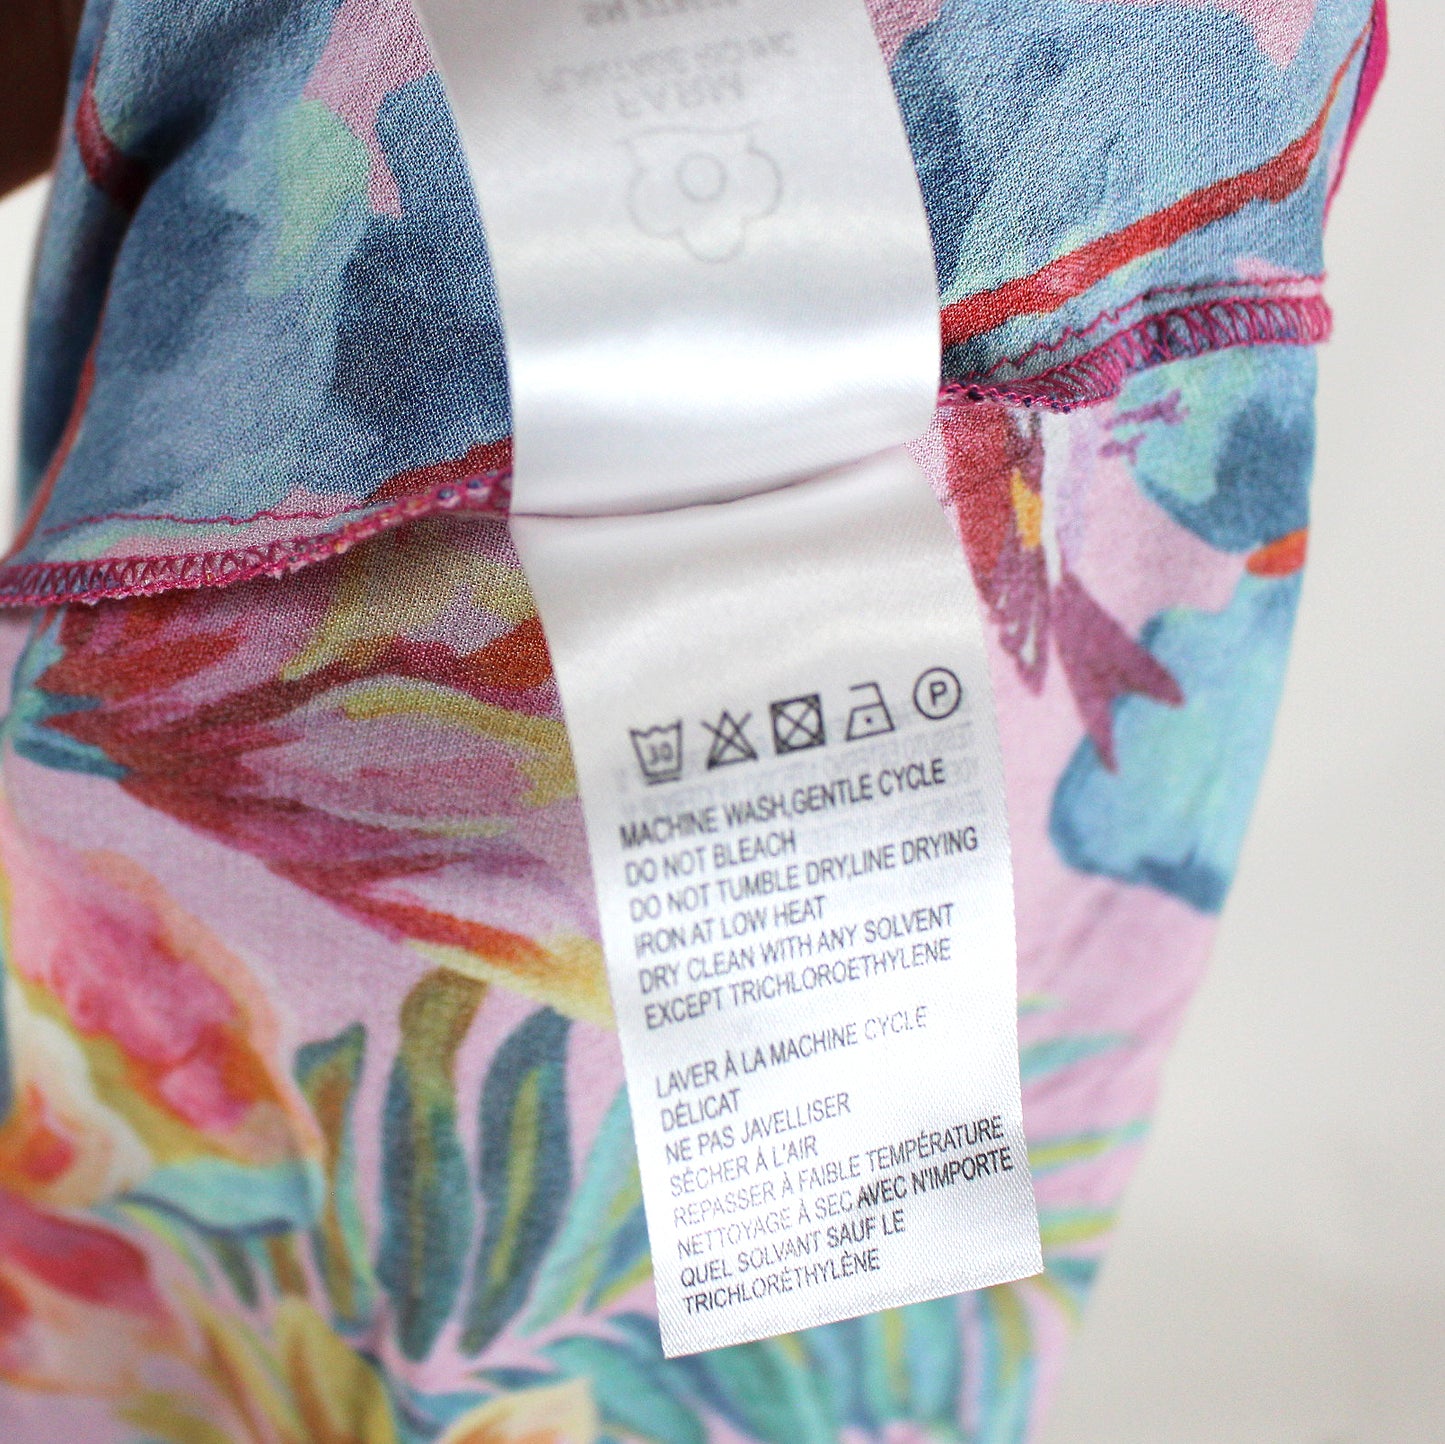 30
P
MACHINE WASH,GENTLE CYCLE
DO NOT BLEACH
DO NOT TUMBLE DRY,LINE DRYING
IRON AT LOW HEAT
DRY CLEAN WITH ANY SOLVENT
EXCEPT TRICHLOROETHYLENE
LAVER À LA MACHINE CYCLE
DÉLICAT
NE PAS JAVELLISER
SÉCHER À L'AIR
REPASSER À FAIBLE TEMPÉRATURE
NETTOYAGE À SEC AVEC N'IMPORTE
QUEL SOLVANT SAUF LE
TRICHLORÉTHYLÈNE